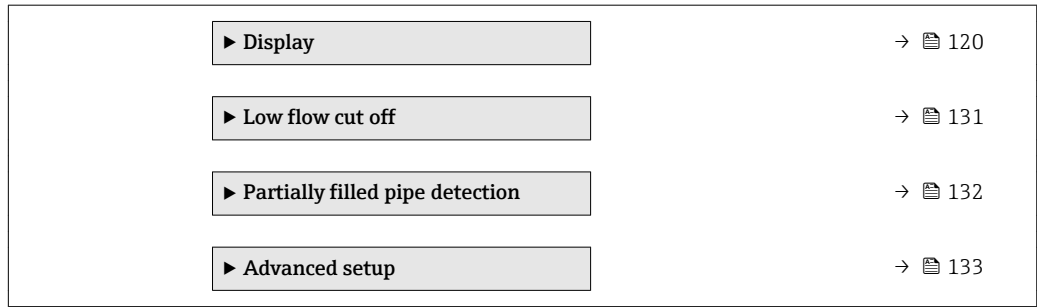 ▶ Display → 120
▶ Low flow cut off → 131
▶ Partially filled pipe detection → 132
▶ Advanced setup → 133